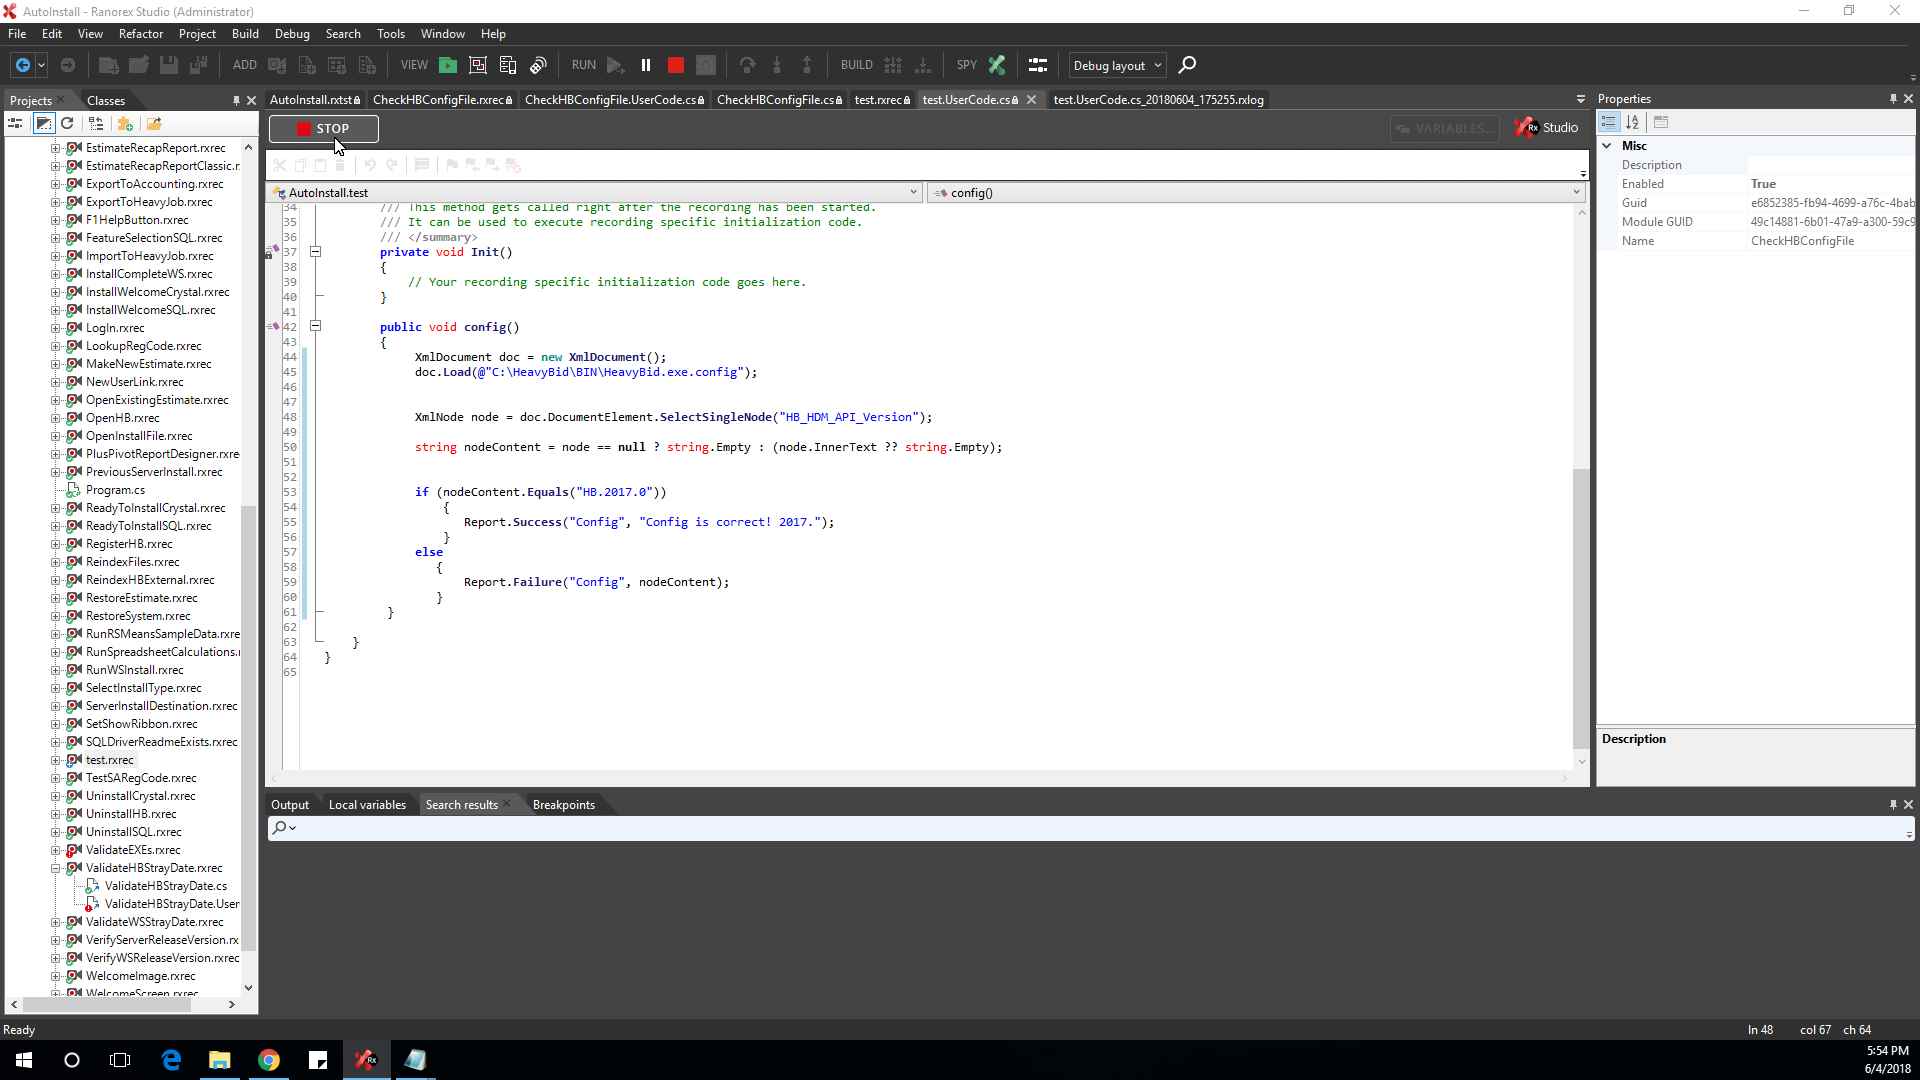 AutoInstall - Ranorex Studio (Administrator)
File Edit View Refactor Project Build Debug Search Tools Window Help
ADD VIEW RUN BUILD SPY Debug layout
Projects Classes
AutoInstall.rxtst CheckHBConfigFile.rxrec CheckHBConfigFile.UserCode.cs CheckHBConfigFile.cs test.rxrec test.UserCode.cs test.UserCode.cs_20180604_175255.rxlog
STOP
VARIABLES...
Rx Studio
AutoInstall.test
config()
EstimateRecapReport.rxrec
EstimateRecapReportClassic.r
ExportToAccounting.rxrec
ExportToHeavyJob.rxrec
F1HelpButton.rxrec
FeatureSelectionSQL.rxrec
ImportToHeavyJob.rxrec
InstallCompleteWS.rxrec
InstallWelcomeCrystal.rxrec
InstallWelcomeSQL.rxrec
LogIn.rxrec
LookupRegCode.rxrec
MakeNewEstimate.rxrec
NewUserLink.rxrec
OpenExistingEstimate.rxrec
OpenHB.rxrec
OpenInstallFile.rxrec
PlusPivotReportDesigner.rxre
PreviousServerInstall.rxrec
Program.cs
ReadyToInstallCrystal.rxrec
ReadyToInstallSQL.rxrec
RegisterHB.rxrec
ReindexFiles.rxrec
ReindexHBExternal.rxrec
RestoreEstimate.rxrec
RestoreSystem.rxrec
RunRSMeansSampleData.rxre
RunSpreadsheetCalculations.r
RunWSInstall.rxrec
SelectInstallType.rxrec
ServerInstallDestination.rxrec
SetShowRibbon.rxrec
SQLDriverReadmeExists.rxrec
test.rxrec
TestSARegCode.rxrec
UninstallCrystal.rxrec
UninstallHB.rxrec
UninstallSQL.rxrec
ValidateEXEs.rxrec
ValidateHBStrayDate.rxrec
ValidateHBStrayDate.cs
ValidateHBStrayDate.User
ValidateWSStrayDate.rxrec
VerifyServerReleaseVersion.rx
VerifyWSReleaseVersion.rxrec
WelcomeImage.rxrec
WelcomeScreen.rxrec
34 /// This method gets called right after the recording has been started.
35 /// It can be used to execute recording specific initialization code.
36 /// </summary>
37 private void Init()
38 {
39 // Your recording specific initialization code goes here.
40 }
41
42 public void config()
43 {
44 XmlDocument doc = new XmlDocument();
45 doc.Load(@"C:\HeavyBid\BIN\HeavyBid.exe.config");
46
47
48 XmlNode node = doc.DocumentElement.SelectSingleNode("HB_HDM_API_Version");
49
50 string nodeContent = node == null ? string.Empty : (node.InnerText ?? string.Empty);
51
52
53 if (nodeContent.Equals("HB.2017.0"))
54 {
55 Report.Success("Config", "Config is correct! 2017.");
56 }
57 else
58 {
59 Report.Failure("Config", nodeContent);
60 }
61 }
62
63 }
64 }
65
Properties
Misc
Description
Enabled True
Guid e6852385-fb94-4699-a76c-4bab
Module GUID 49c14881-6b01-47a9-a300-59c9
Name CheckHBConfigFile
Description
Output Local variables Search results Breakpoints
Ready
ln 48 col 67 ch 64
5:54 PM
6/4/2018